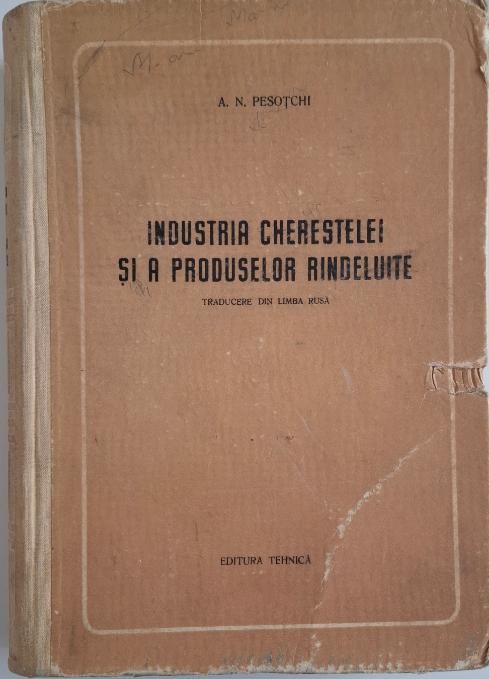 A. N. PESOȚCHI
INDUSTRIA CHERESTELEI
ȘI A PRODUSELOR RINDELUITE
TRADUCERE DIN LIMBA RUSĂ
EDITURA TEHNICĂ